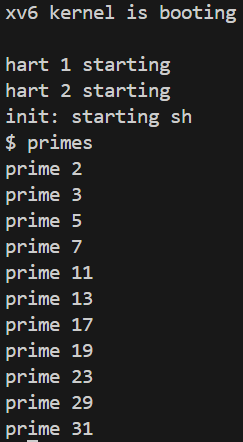 xv6 kernel is booting
hart 1 starting
hart 2 starting
init: starting sh
$ primes
prime 2
prime 3
prime 5
prime 7
prime 11
prime 13
prime 17
prime 19
prime 23
prime 29
prime 31